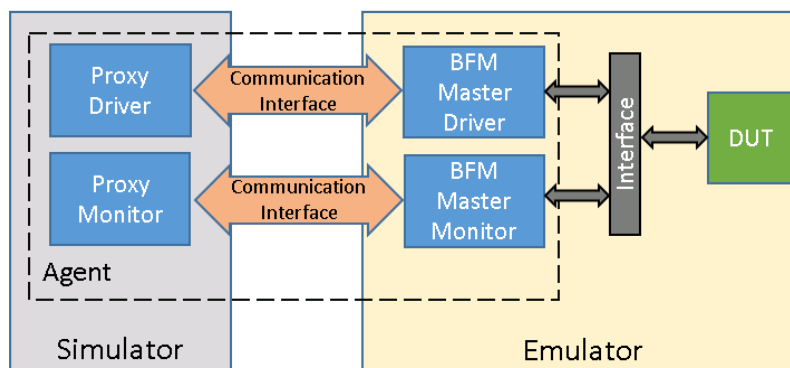 Proxy
Driver
Communication
Interface
BFM
Master
Driver
Interface
DUT
Proxy
Monitor
Communication
Interface
BFM
Master
Monitor
Agent
Simulator
Emulator